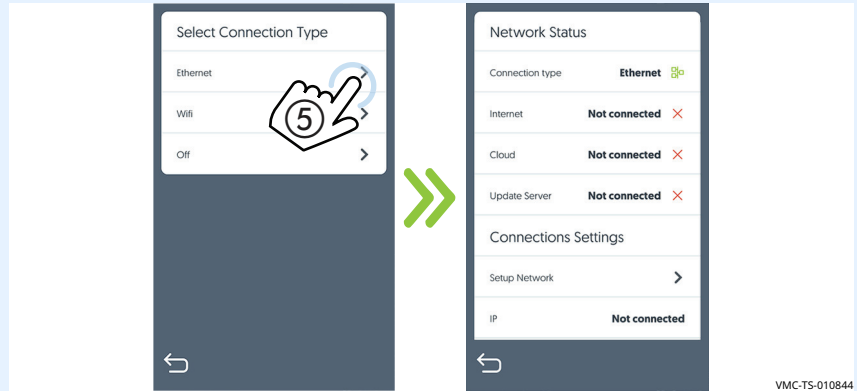 Select Connection Type
Ethernet
Wifi
Off
5
Network Status
Connection type Ethernet
Internet Not connected
Cloud Not connected
Update Server Not connected
Connections Settings
Setup Network
IP Not connected
VMC-TS-010844